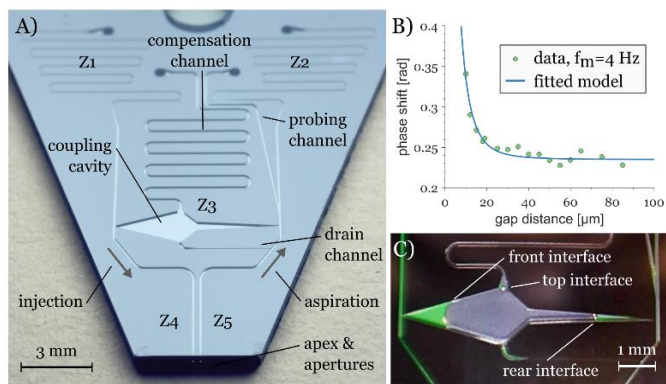 A)
Z1
compensation
channel
Z2
coupling
cavity
probing
channel
Z3
drain
channel
injection
aspiration
Z4
Z5
3 mm
apex &
apertures
B)
phase shift [rad]
0.4
0.35
0.3
0.25
0.2
data, fm=4 Hz
fitted model
0
20
40
60
80
100
gap distance [µm]
C)
front interface
top interface
rear interface
1 mm